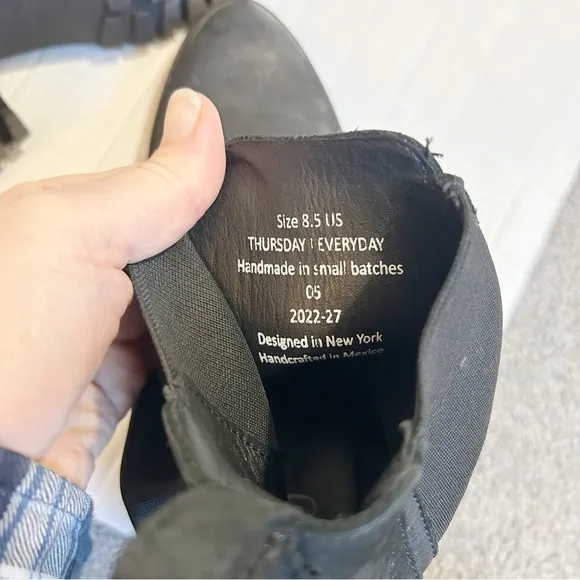 Size 8.5 US
THURSDAY | EVERYDAY
Handmade in small batches
05
2022-27
Designed in New York
Handcrafted in Mexico